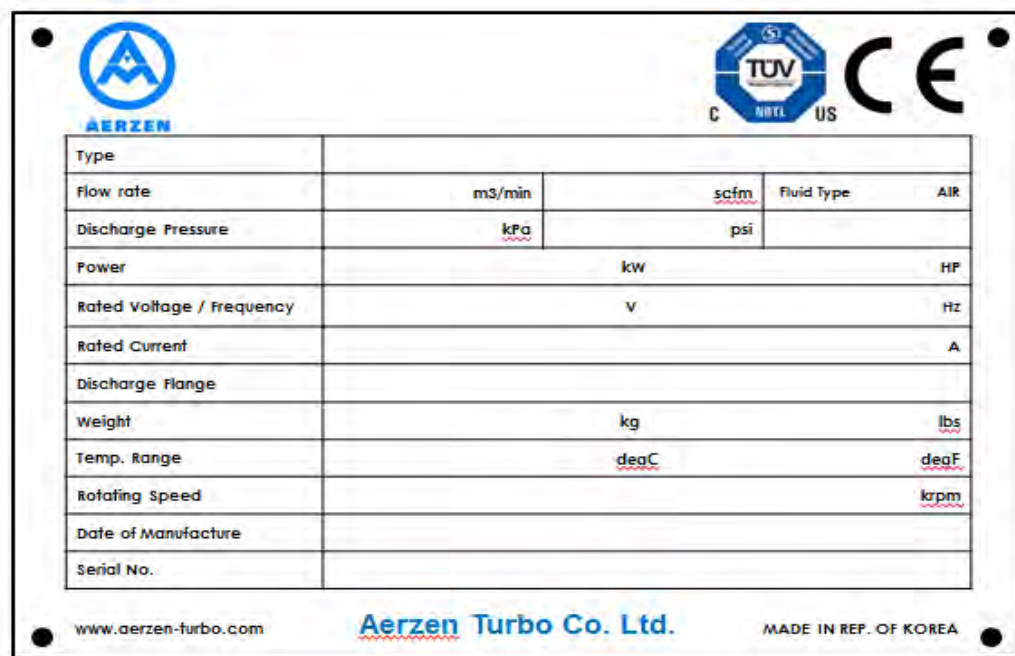 AERZEN
TÜV
C NRTL US
CE
Type
Flow rate m3/min scfm Fluid Type AIR
Discharge Pressure kPa psi
Power kW HP
Rated Voltage / Frequency V Hz
Rated Current A
Discharge Flange
Weight kg lbs
Temp. Range degC degF
Rotating Speed krpm
Date of Manufacture
Serial No.
www.aerzen-turbo.com Aerzen Turbo Co. Ltd. MADE IN REP. OF KOREA